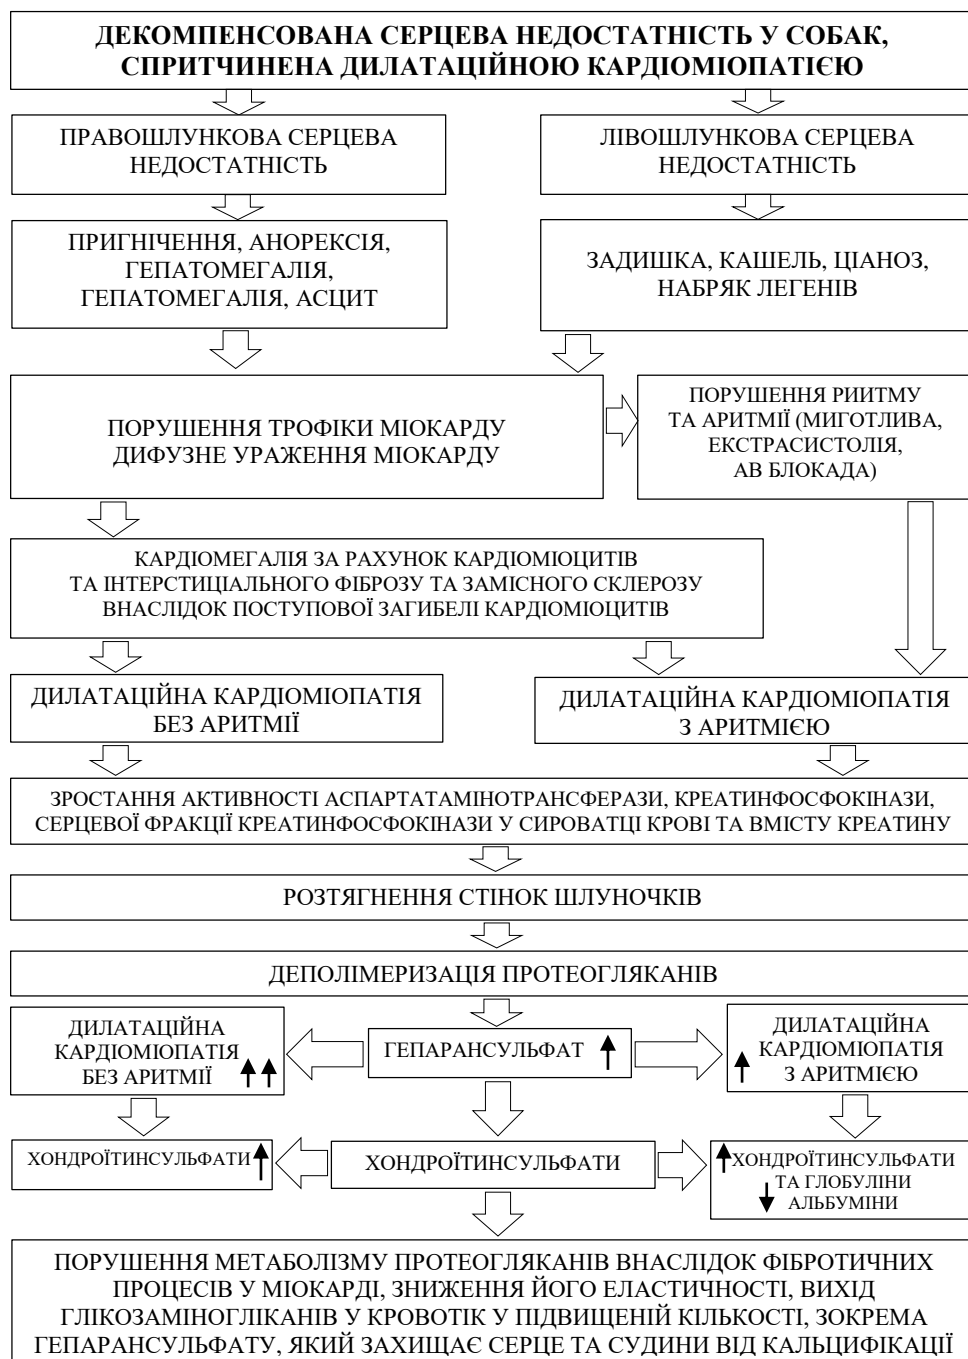 ДЕКОМПЕНСОВАНА СЕРЦЕВА НЕДОСТАТНІСТЬ У СОБАК,
СПРИТЧИНЕНА ДИЛАТАЦІЙНОЮ КАРДІОМІОПАТІЄЮ
ПРАВОШЛУНКОВА СЕРЦЕВА
НЕДОСТАТНІСТЬ
ЛІВОШЛУНКОВА СЕРЦЕВА
НЕДОСТАТНІСТЬ
ПРИГНІЧЕННЯ, АНОРЕКСІЯ,
ГЕПАТОМЕГАЛІЯ,
ГЕПАТОМЕГАЛІЯ, АСЦИТ
ЗАДИШКА, КАШЕЛЬ, ЦІАНОЗ,
НАБРЯК ЛЕГЕНІВ
ПОРУШЕННЯ ТРОФІКИ МІОКАРДУ
ДИФУЗНЕ УРАЖЕННЯ МІОКАРДУ
ПОРУШЕННЯ РИИТМУ
ТА АРИТМІЇ (МИГОТЛИВА,
ЕКСТРАСИСТОЛІЯ,
АВ БЛОКАДА)
КАРДІОМЕГАЛІЯ ЗА РАХУНОК КАРДІОМІОЦИТІВ
ТА ІНТЕРСТИЦІАЛЬНОГО ФІБРОЗУ ТА ЗАМІСНОГО СКЛЕРОЗУ
ВНАСЛІДОК ПОСТУПОВОЇ ЗАГИБЕЛІ КАРДІОМІОЦИТІВ
ДИЛАТАЦІЙНА КАРДІОМІОПАТІЯ
БЕЗ АРИТМІЇ
ДИЛАТАЦІЙНА КАРДІОМІОПАТІЯ
З АРИТМІЄЮ
ЗРОСТАННЯ АКТИВНОСТІ АСПАРТАТАМІНОТРАНСФЕРАЗИ, КРЕАТИНФОСФОКІНАЗИ,
СЕРЦЕВОЇ ФРАКЦІЇ КРЕАТИНФОСФОКІНАЗИ У СИРОВАТЦІ КРОВІ ТА ВМІСТУ КРЕАТИНУ
РОЗТЯГНЕННЯ СТІНОК ШЛУНОЧКІВ
ДЕПОЛІМЕРИЗАЦІЯ ПРОТЕОГЛЯКАНІВ
ДИЛАТАЦІЙНА
КАРДІОМІОПАТІЯ
БЕЗ АРИТМІЇ
ГЕПАРАНСУЛЬФАТ
ДИЛАТАЦІЙНА
КАРДІОМІОПАТІЯ
З АРИТМІЄЮ
ХОНДРОЇТИНСУЛЬФАТИ
ХОНДРОЇТИНСУЛЬФАТИ
ХОНДРОЇТИНСУЛЬФАТИ
ТА ГЛОБУЛІНИ
АЛЬБУМІНИ
ПОРУШЕННЯ МЕТАБОЛІЗМУ ПРОТЕОГЛЯКАНІВ ВНАСЛІДОК ФІБРОТИЧНИХ
ПРОЦЕСІВ У МІОКАРДІ, ЗНИЖЕННЯ ЙОГО ЕЛАСТИЧНОСТІ, ВИХІД
ГЛІКОЗАМІНОГЛІКАНІВ У КРОВОТІК У ПІДВИЩЕНІЙ КІЛЬКОСТІ, ЗОКРЕМА
ГЕПАРАНСУЛЬФАТУ, ЯКИЙ ЗАХИЩАЄ СЕРЦЕ ТА СУДИНИ ВІД КАЛЬЦИФІКАЦІЇ